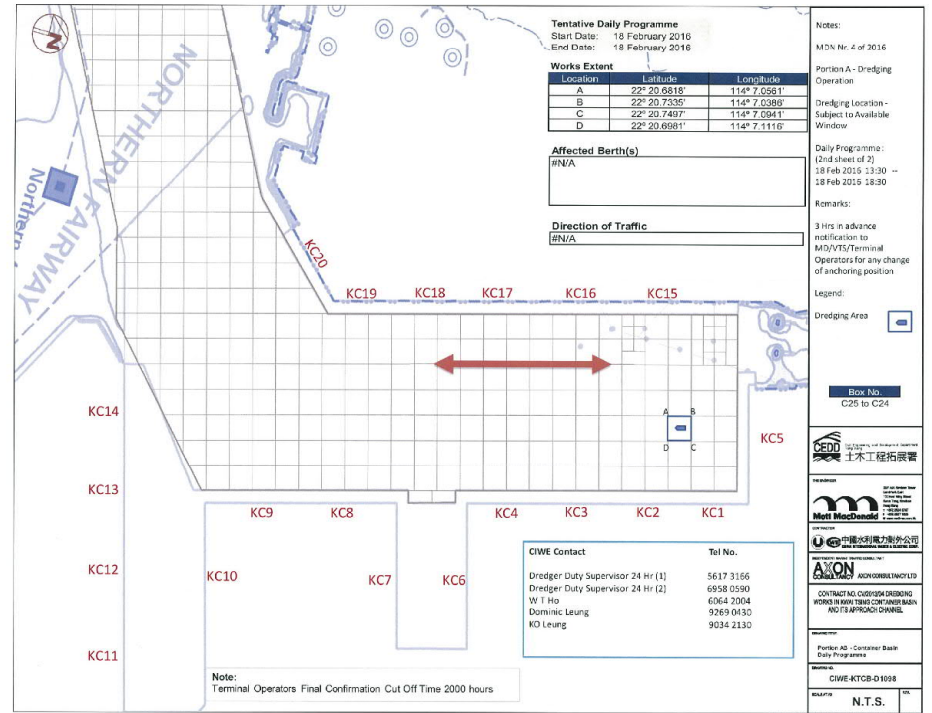 Tentative Daily Programme
Start Date: 18 February 2016
End Date: 18 February 2016
Works Extent
Location Latitude Longitude
A 22° 20.6818' 114° 7.0561'
B 22° 20.7335' 114° 7.0386'
C 22° 20.7497' 114° 7.0941'
D 22° 20.6981' 114° 7.1116'
Affected Berth(s)
#N/A
Direction of Traffic
#N/A
N
NORTHERN FAIRWAY
Northern
KC20
KC19 KC18 KC17 KC16 KC15
A B
D C
KC14
KC5
KC13
KC9 KC8 KC4 KC3 KC2 KC1
KC12
KC10 KC7 KC6
KC11
CIWE Contact Tel No.
Dredger Duty Supervisor 24 Hr (1) 5617 3166
Dredger Duty Supervisor 24 Hr (2) 6958 0590
W T Ho 6064 2004
Dominic Leung 9269 0430
KO Leung 9034 2130
Note:
Terminal Operators Final Confirmation Cut Off Time 2000 hours
Notes:
MDN Nr. 4 of 2016
Portion A - Dredging
Operation
Dredging Location -
Subject to Available
Window
Daily Programme:
(2nd sheet of 2)
18 Feb 2016 13:30 --
18 Feb 2016 18:30
Remarks:
3 Hrs in advance
notification to
MD/VTS/Terminal
Operators for any change
of anchoring position
Legend:
Dredging Area
Box No.
C25 to C24
CEDD
土木工程拓展署
Mott MacDonald
CONTRACTOR
中國水利電力對外公司
AXON
CONSULTANCY AXON CONSULTANCY LTD
CONTRACT NO. CV/2013/04 DREDGING
WORKS IN KWAI TSING CONTAINER BASIN
AND ITS APPROACH CHANNEL
Portion AB - Container Basin
Daily Programme
CIWE-KTCB-D1098
N.T.S.